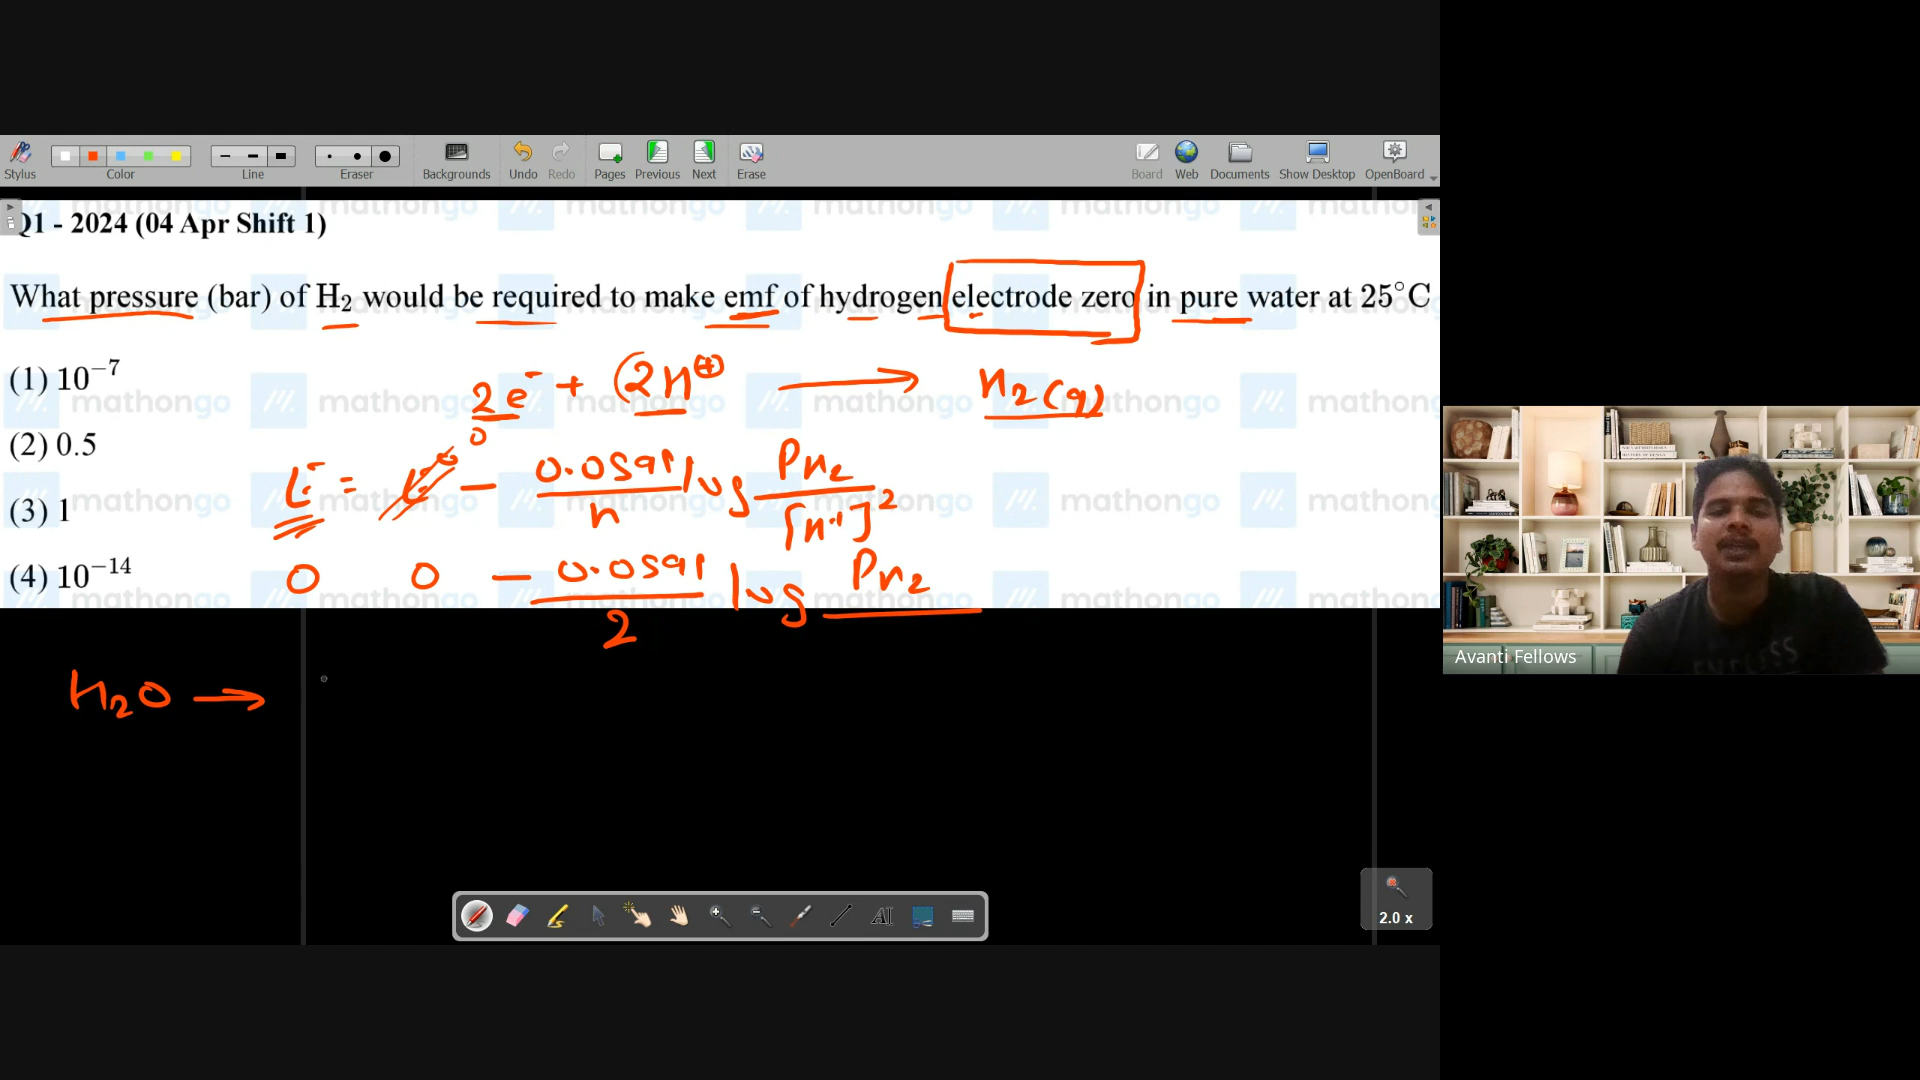 Stylus Color Line Eraser Backgrounds Undo Redo Pages Previous Next Erase Board Web Documents Show Desktop OpenBoard
Q1 - 2024 (04 Apr Shift 1)
What pressure (bar) of H₂ would be required to make emf of hydrogen electrode zero in pure water at 25°C
(1) 10⁻⁷
2e⁻ + (2H⁺ → H₂(g)
(2) 0.5
E = E° - 0.0591/n log PH₂/[H⁺]²
(3) 1
(4) 10⁻¹⁴
0 0 - 0.0591/2 log PH₂
H₂O →
Avanti Fellows
2.0 x
mathongo